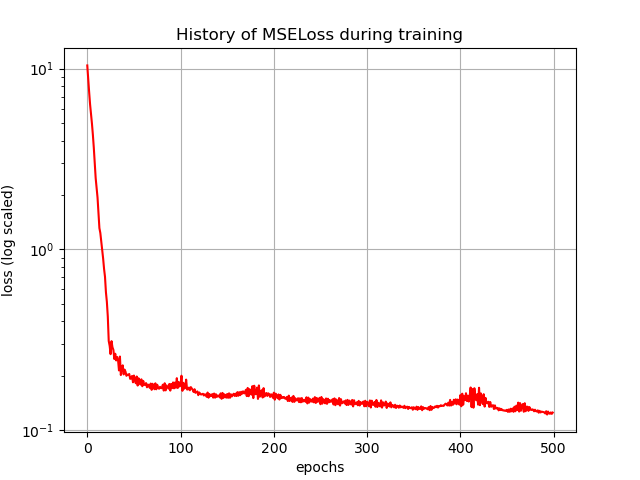 History of MSELoss during training
loss (log scaled)
10¹
10⁰
10⁻¹
0 100 200 300 400 500
epochs